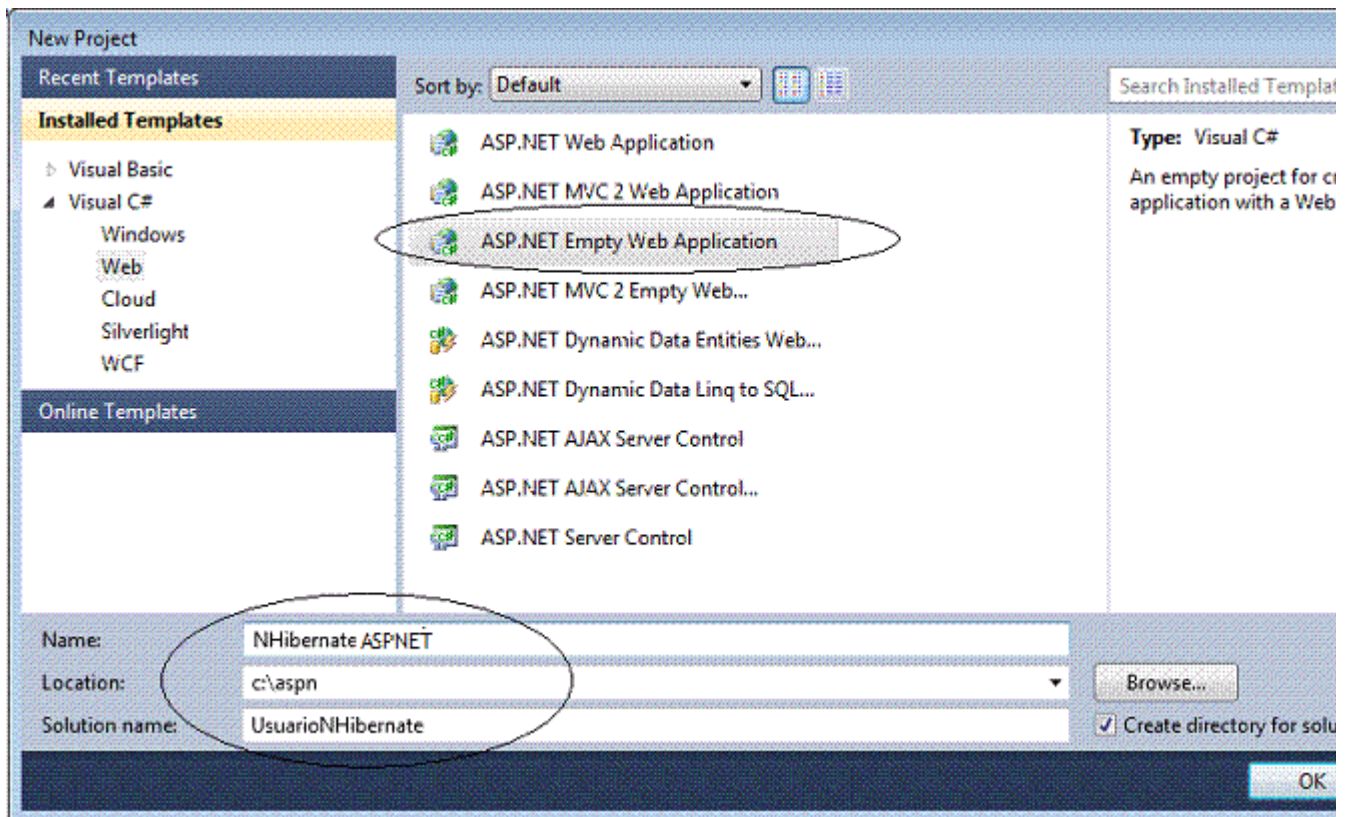 New Project
Recent Templates
Installed Templates
Visual Basic
Visual C#
Windows
Web
Cloud
Silverlight
WCF
Online Templates
Sort by: Default
ASP.NET Web Application
ASP.NET MVC 2 Web Application
ASP.NET Empty Web Application
ASP.NET MVC 2 Empty Web...
ASP.NET Dynamic Data Entities Web...
ASP.NET Dynamic Data Linq to SQL...
ASP.NET AJAX Server Control
ASP.NET AJAX Server Control...
ASP.NET Server Control
Search Installed Templat
Type: Visual C#
An empty project for cr
application with a Web
Name: NHibernate ASPNET
Location: c:\aspn Browse...
Solution name: UsuarioNHibernate Create directory for solu
OK